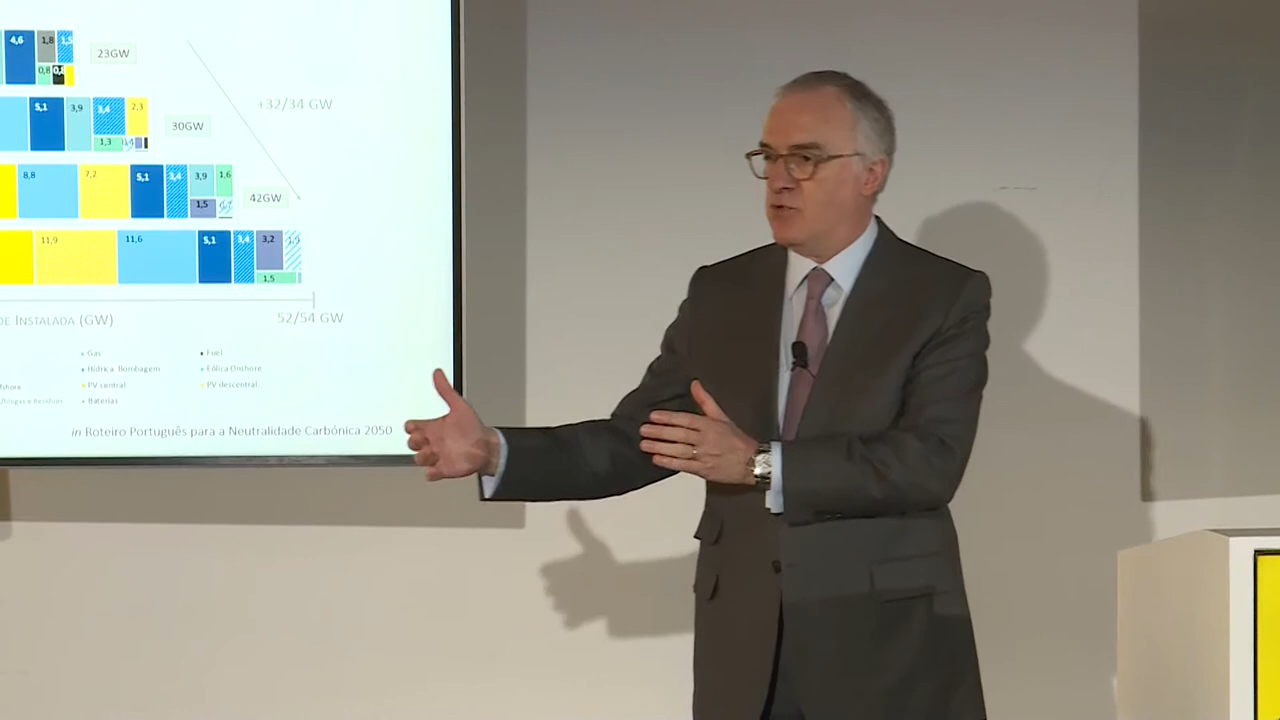 4,6 1,8 1,5
0,8
23GW
+32/34 GW
5,1 3,9 3,4 2,3
1,3
30GW
8,8 7,2 5,1 3,4 3,9 1,6
1,5
42GW
11,9 11,6 5,1 3,4 3,2 1,9
1,5
DE INSTALADA (GW)
52/54 GW
Gas Fuel
Hídrica Bombagem Eólica Onshore
PV central PV descentral
Baterias
in Roteiro Português para a Neutralidade Carbónica 2050